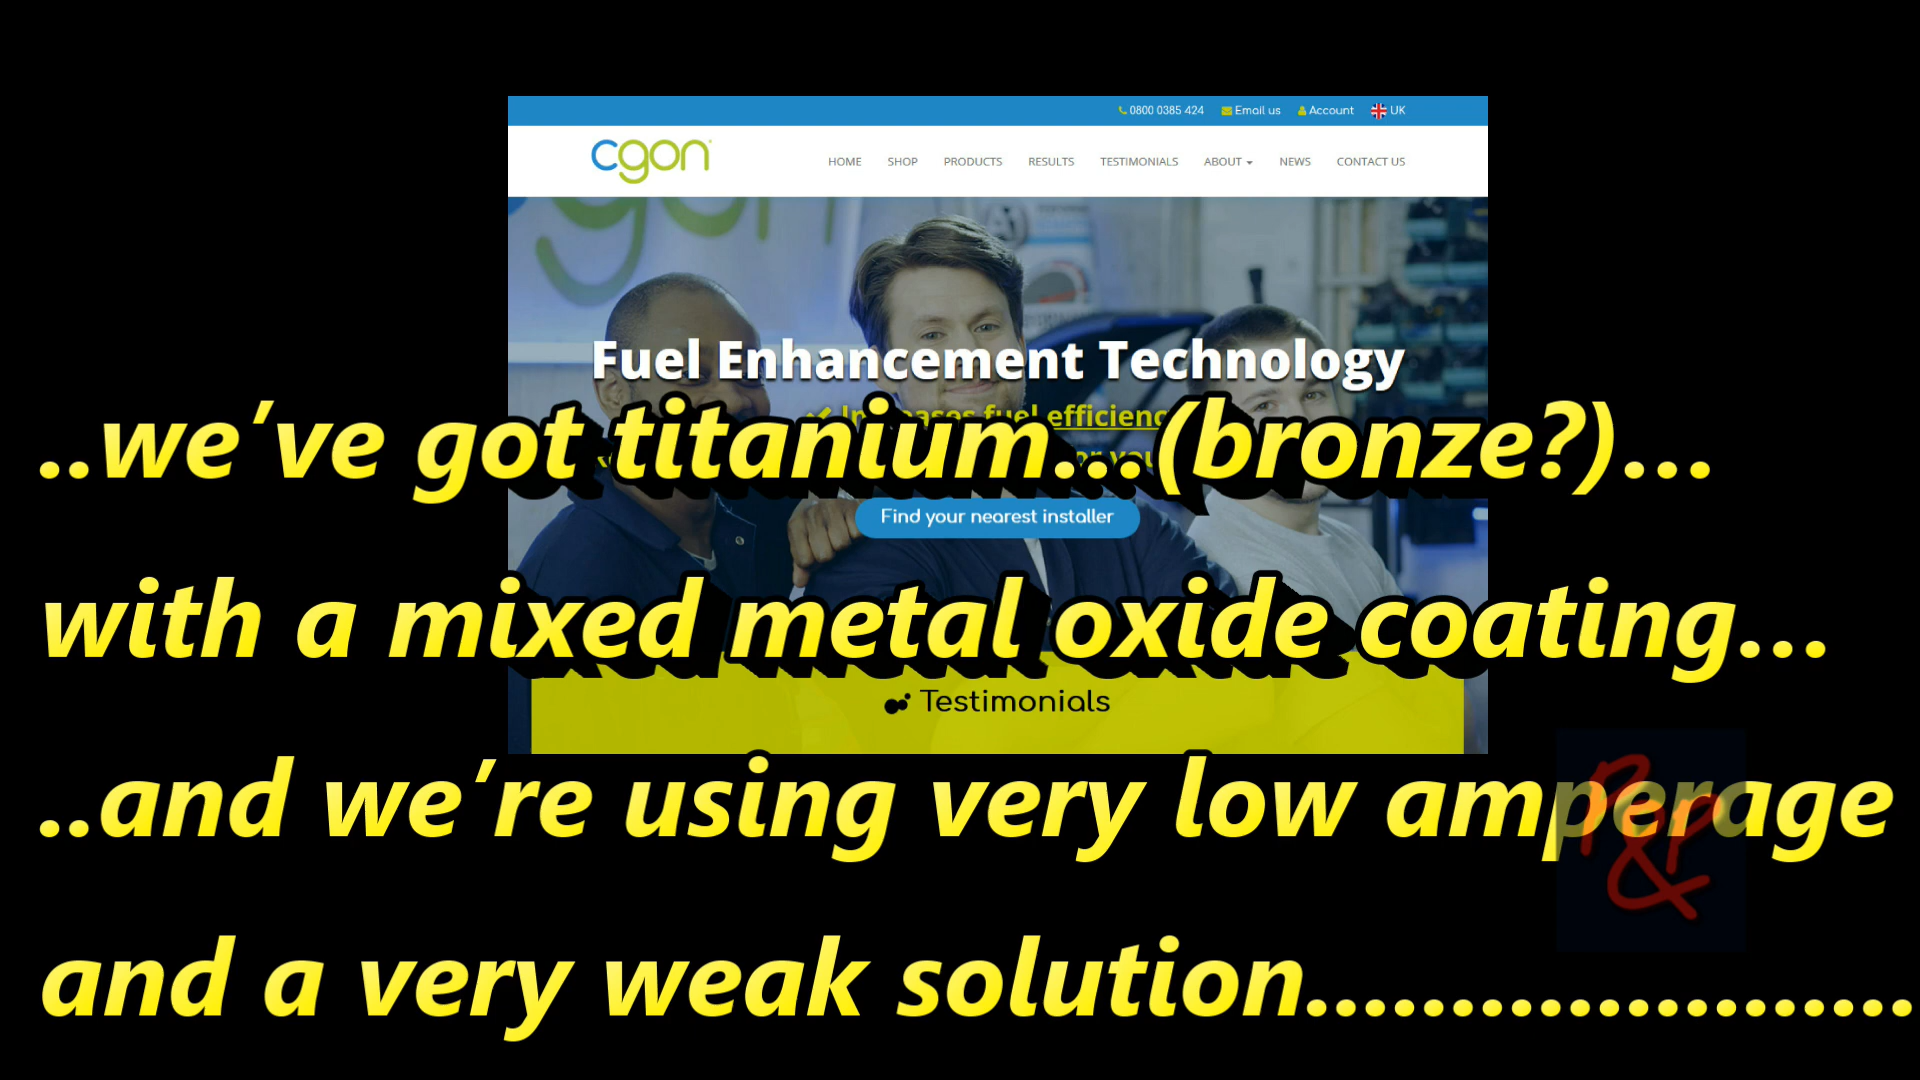 0800 0385 424 Email us Account UK
cgon
HOME SHOP PRODUCTS RESULTS TESTIMONIALS ABOUT NEWS CONTACT US
Fuel Enhancement Technology
fuel efficienc
..we've got titanium...(bronze?)...
Find your nearest installer
with a mixed metal oxide coating...
Testimonials
..and we're using very low amperage
R&P
and a very weak solution.....................